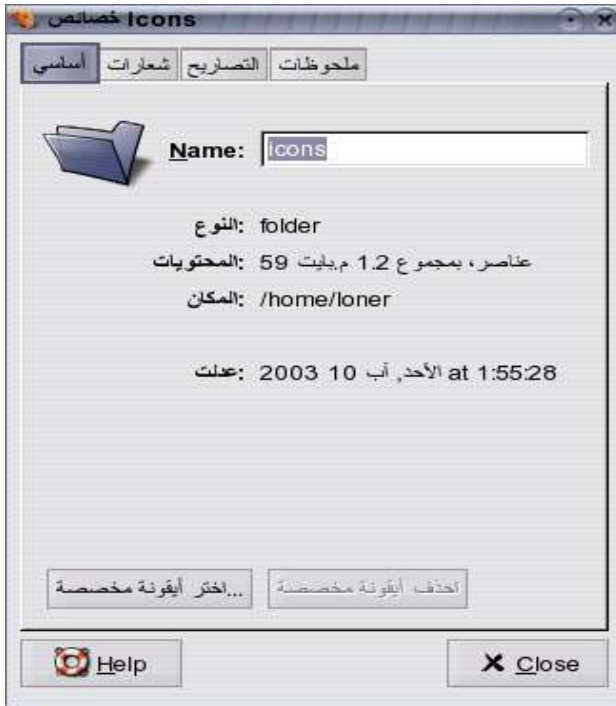 خصائص Icons
أساسي شعارات التصاريح ملحوظات
Name: icons
النوع: folder
المحتويات: 59 عناصر، بمجموع 1.2 م.بايت
المكان: /home/loner
عدلت: الأحد, آب 10 2003 at 1:55:28
اختر أيقونة مخصصة... احذف أيقونة مخصصة
Help Close